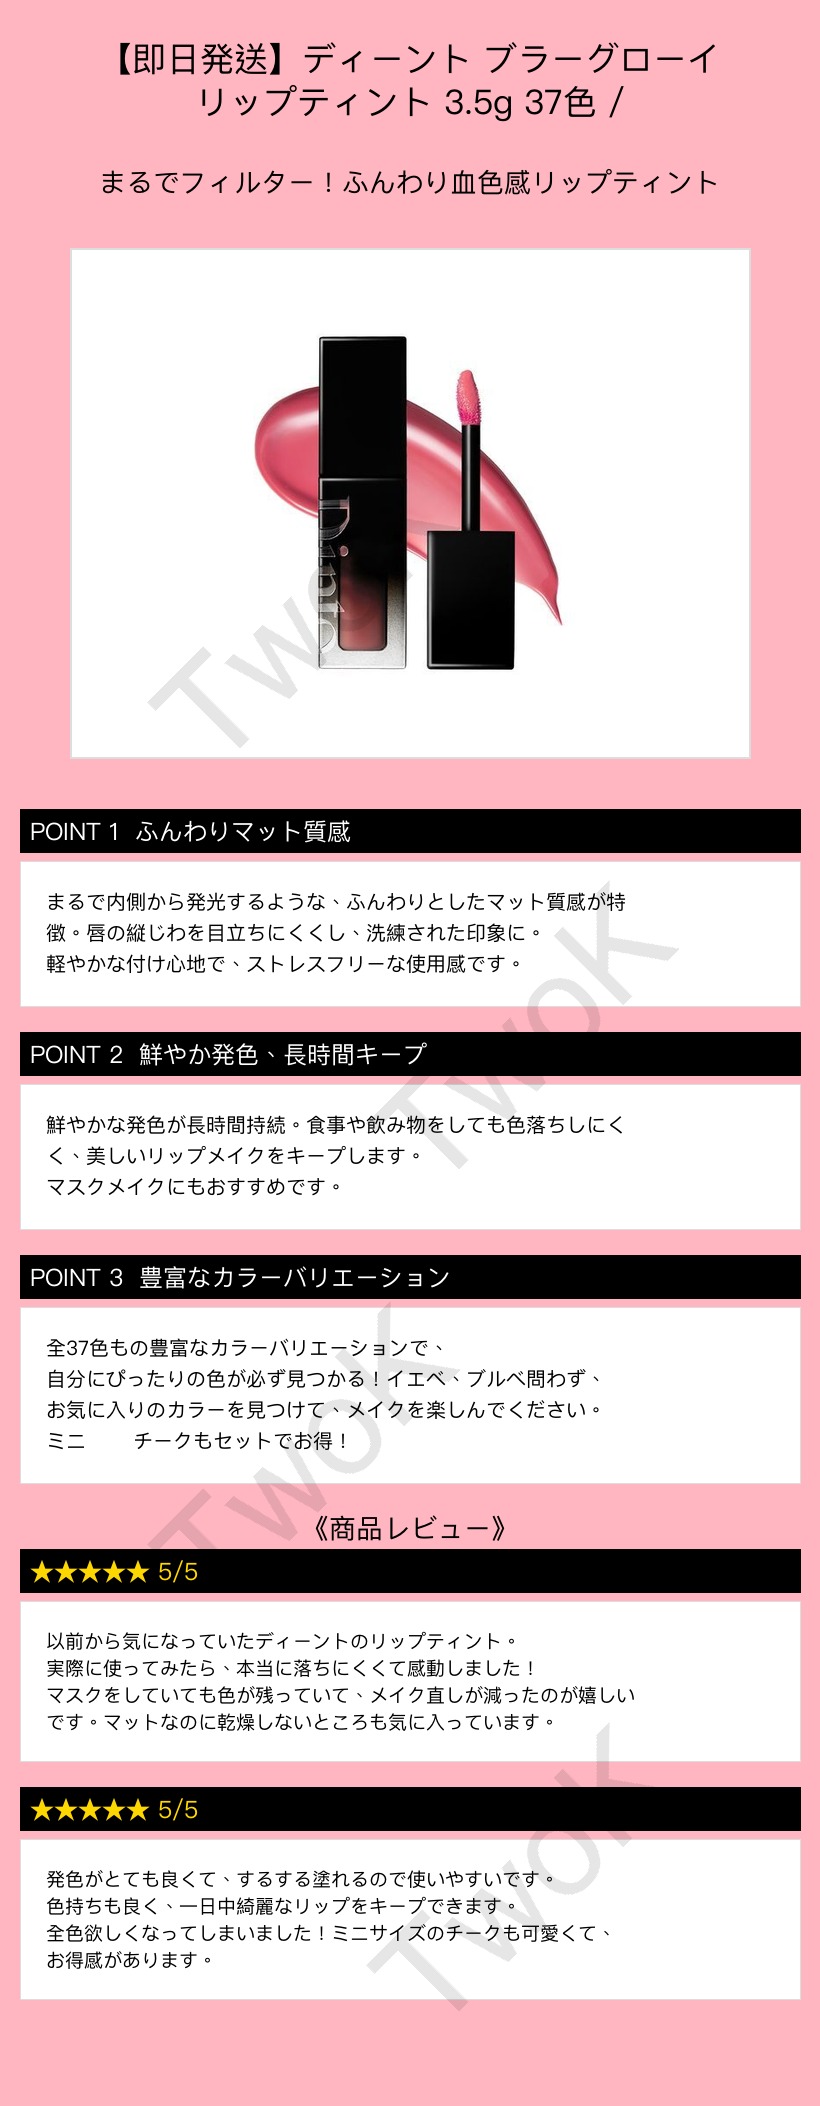 【即日発送】ディーント ブラーグローイ
リップティント 3.5g 37色 /
まるでフィルター！ふんわり血色感リップティント
Dinto
TwoK
POINT 1 ふんわりマット質感
まるで内側から発光するような、ふんわりとしたマット質感が特
徴。唇の縦じわを目立ちにくくし、洗練された印象に。
軽やかな付け心地で、ストレスフリーな使用感です。
TwoK
POINT 2 鮮やか発色、長時間キープ
鮮やかな発色が長時間持続。食事や飲み物をしても色落ちしにく
く、美しいリップメイクをキープします。
マスクメイクにもおすすめです。
POINT 3 豊富なカラーバリエーション
全37色もの豊富なカラーバリエーションで、
自分にぴったりの色が必ず見つかる！イエベ、ブルベ問わず、
お気に入りのカラーを見つけて、メイクを楽しんでください。
ミニ チークもセットでお得！
TwoK
《商品レビュー》
★★★★★ 5/5
以前から気になっていたディーントのリップティント。
実際に使ってみたら、本当に落ちにくくて感動しました！
マスクをしていても色が残っていて、メイク直しが減ったのが嬉しい
です。マットなのに乾燥しないところも気に入っています。
★★★★★ 5/5
発色がとても良くて、するする塗れるので使いやすいです。
色持ちも良く、一日中綺麗なリップをキープできます。
全色欲しくなってしまいました！ミニサイズのチークも可愛くて、
お得感があります。
TwoK